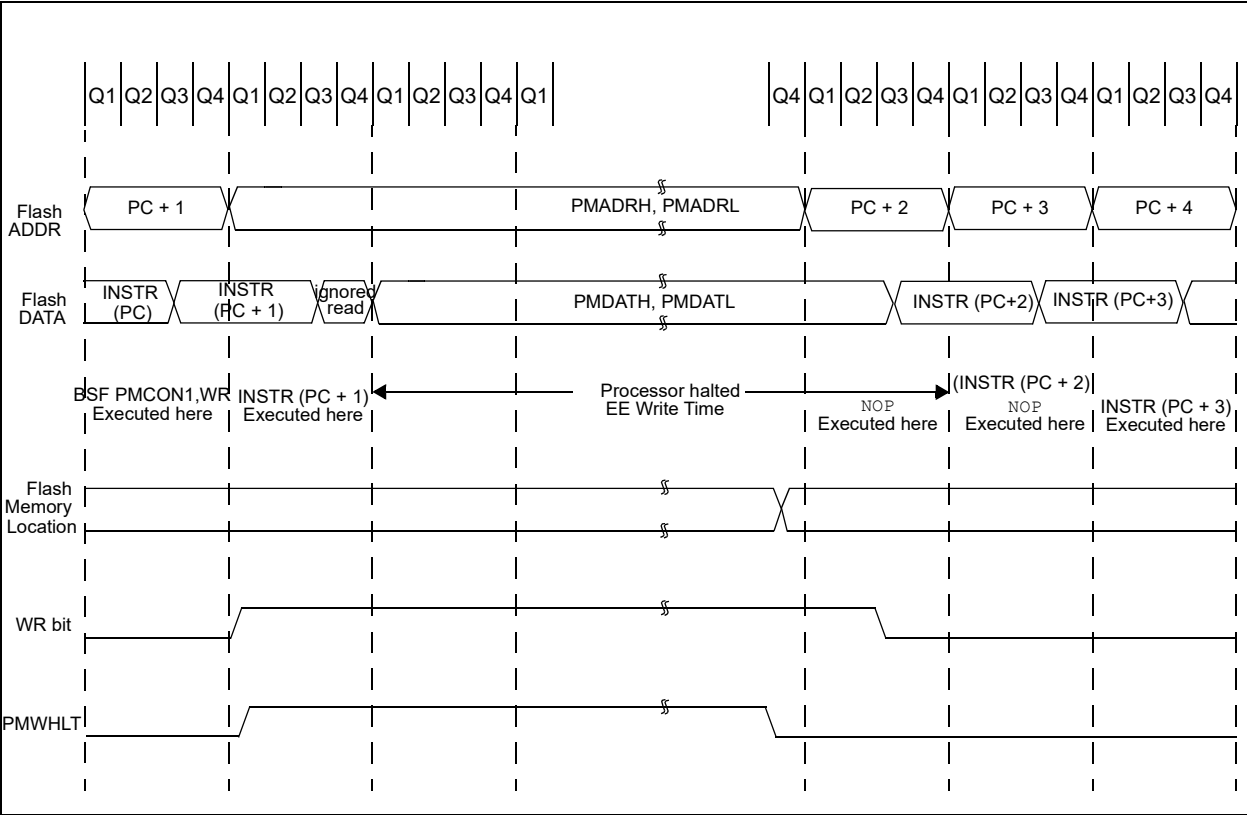 Q1 Q2 Q3 Q4 Q1 Q2 Q3 Q4 Q1 Q2 Q3 Q4 Q1 Q4 Q1 Q2 Q3 Q4 Q1 Q2 Q3 Q4 Q1 Q2 Q3 Q4
Flash
ADDR
PC + 1
PMADRH, PMADRL
PC + 2
PC + 3
PC + 4
Flash
DATA
INSTR
(PC)
INSTR
(PC + 1)
ignored
read
PMDATH, PMDATL
INSTR (PC+2)
INSTR (PC+3)
BSF PMCON1,WR
Executed here
INSTR (PC + 1)
Executed here
Processor halted
EE Write Time
NOP
Executed here
(INSTR (PC + 2)
NOP
Executed here
INSTR (PC + 3)
Executed here
Flash
Memory
Location
WR bit
PMWHLT